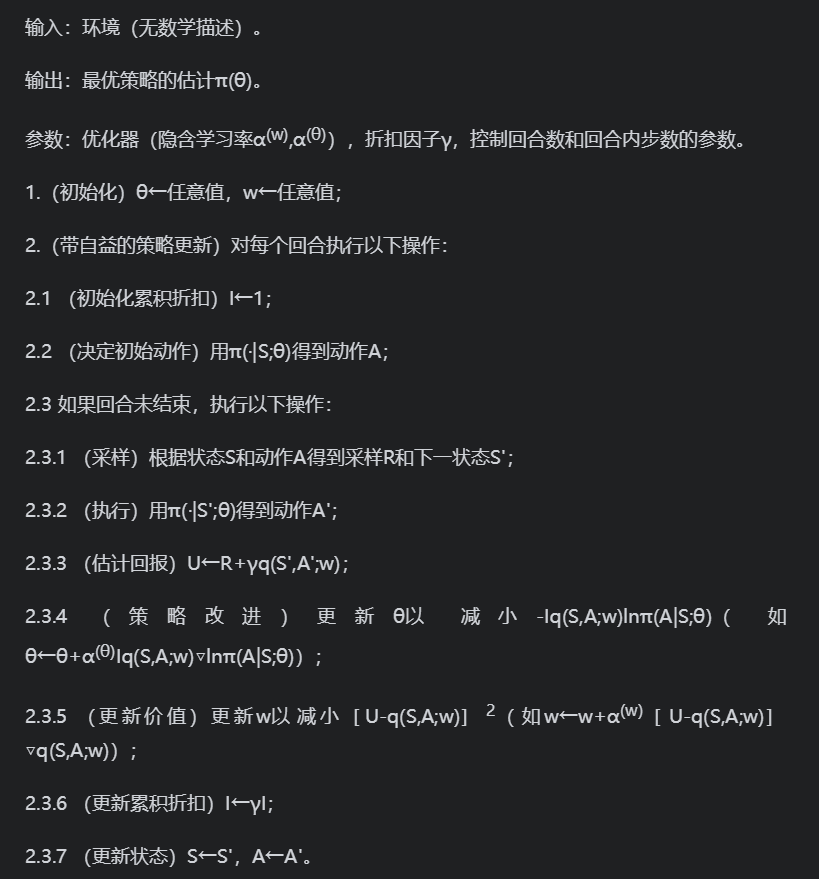 输入：环境（无数学描述）。
输出：最优策略的估计π(θ)。
参数：优化器（隐含学习率α(w),α(θ)），折扣因子γ，控制回合数和回合内步数的参数。
1.（初始化）θ←任意值，w←任意值；
2.（带自益的策略更新）对每个回合执行以下操作：
2.1 （初始化累积折扣）I←1；
2.2 （决定初始动作）用π(·|S;θ)得到动作A；
2.3 如果回合未结束，执行以下操作：
2.3.1 （采样）根据状态S和动作A得到采样R和下一状态S'；
2.3.2 （执行）用π(·|S';θ)得到动作A'；
2.3.3 （估计回报）U←R+γq(S',A';w)；
2.3.4 （策略改进）更新θ以 减小-Iq(S,A;w)lnπ(A|S;θ)（ 如
θ←θ+α(θ)Iq(S,A;w)▿lnπ(A|S;θ)）；
2.3.5 （更新价值）更新w以 减小［U-q(S,A;w)］ 2（如w←w+α(w)［U-q(S,A;w)］
▿q(S,A;w)）；
2.3.6 （更新累积折扣）I←γI；
2.3.7 （更新状态）S←S'，A←A'。